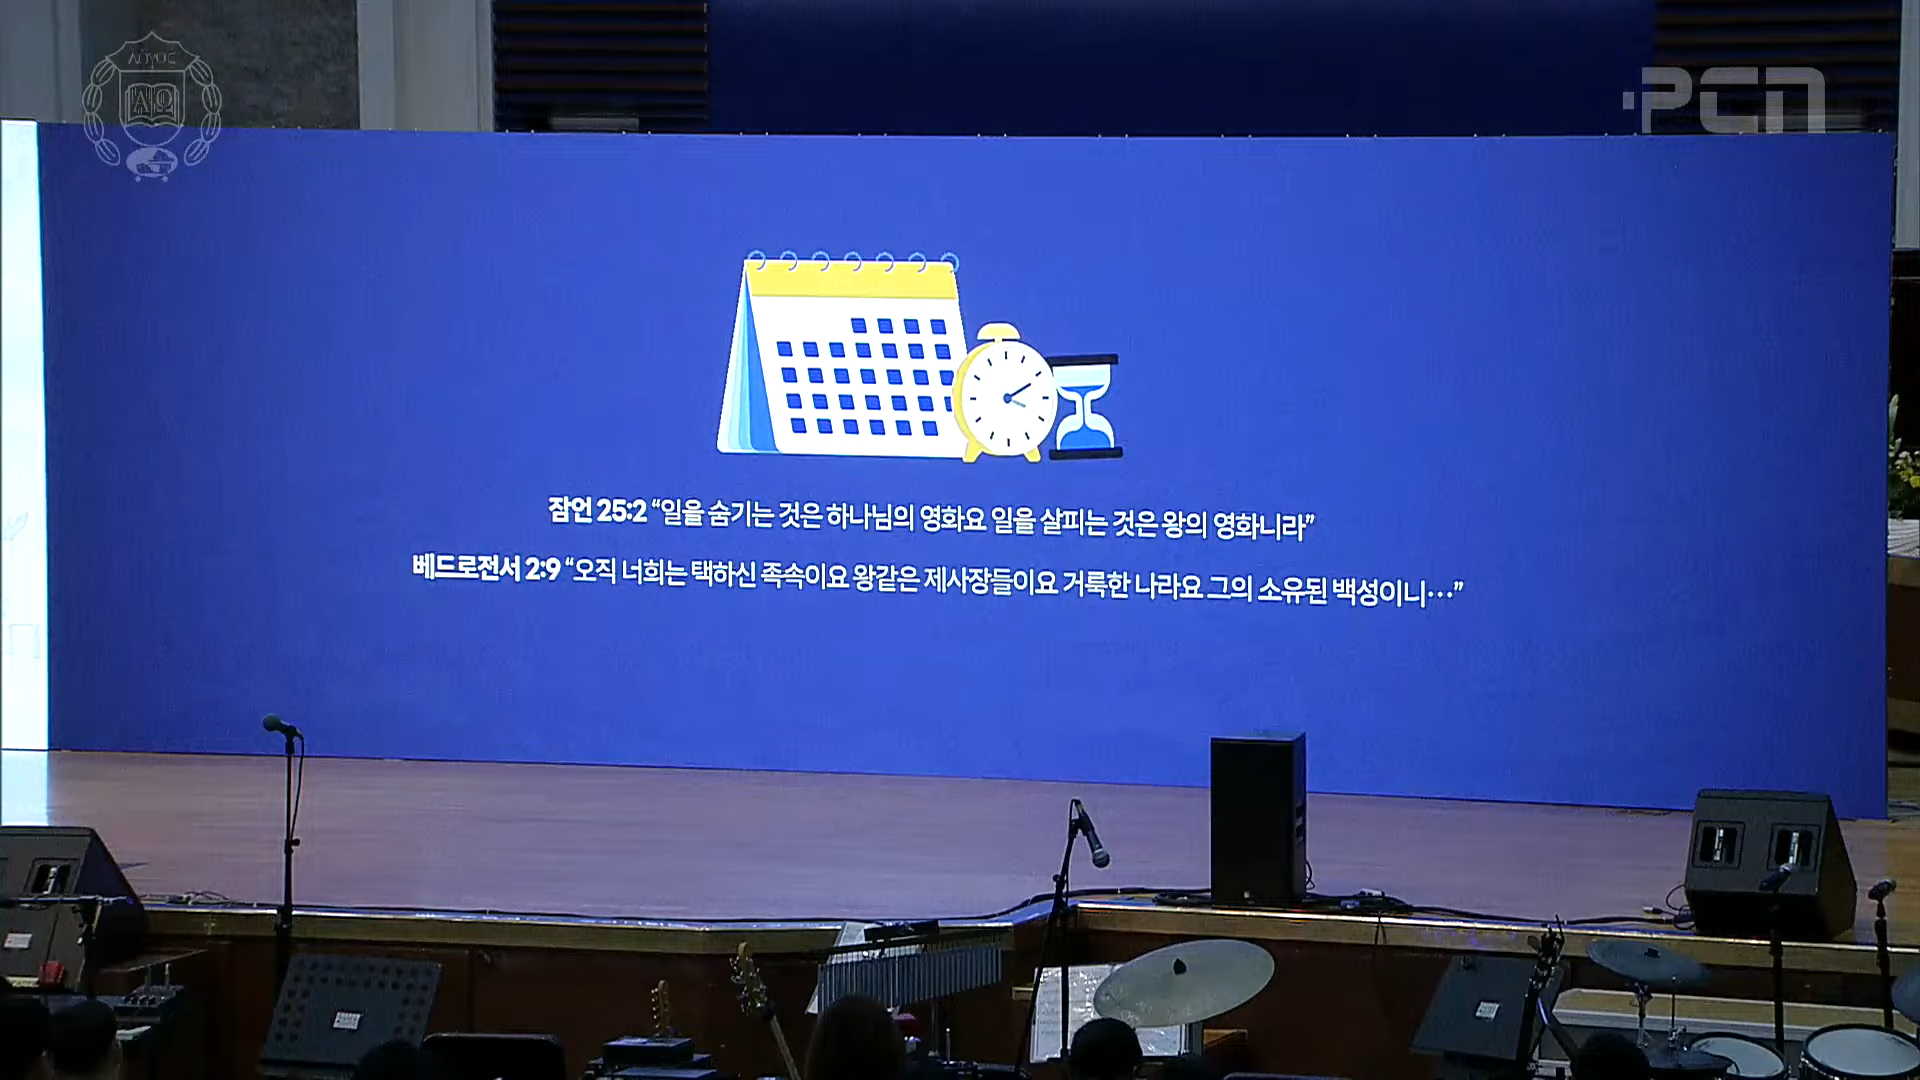 ΛΟΓΟΣ
ΑΩ
PCN
잠언 25:2 “일을 숨기는 것은 하나님의 영화요 일을 살피는 것은 왕의 영화니라”
베드로전서 2:9 “오직 너희는 택하신 족속이요 왕같은 제사장들이요 거룩한 나라요 그의 소유된 백성이니…”